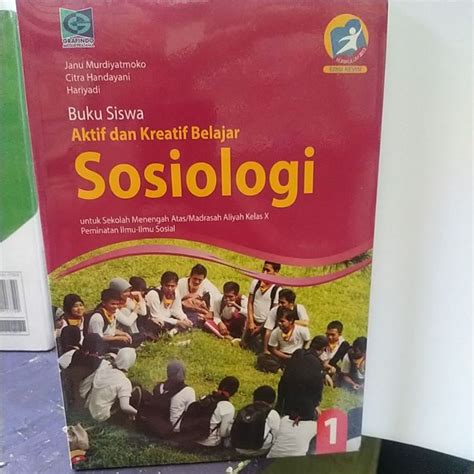 GRAFINDO
Janu Murdiyatmoko
Citra Handayani
Hariyadi
Buku Siswa
Aktif dan Kreatif Belajar
Sosiologi
untuk Sekolah Menengah Atas/Madrasah Aliyah Kelas X
Peminatan Ilmu-Ilmu Sosial
1